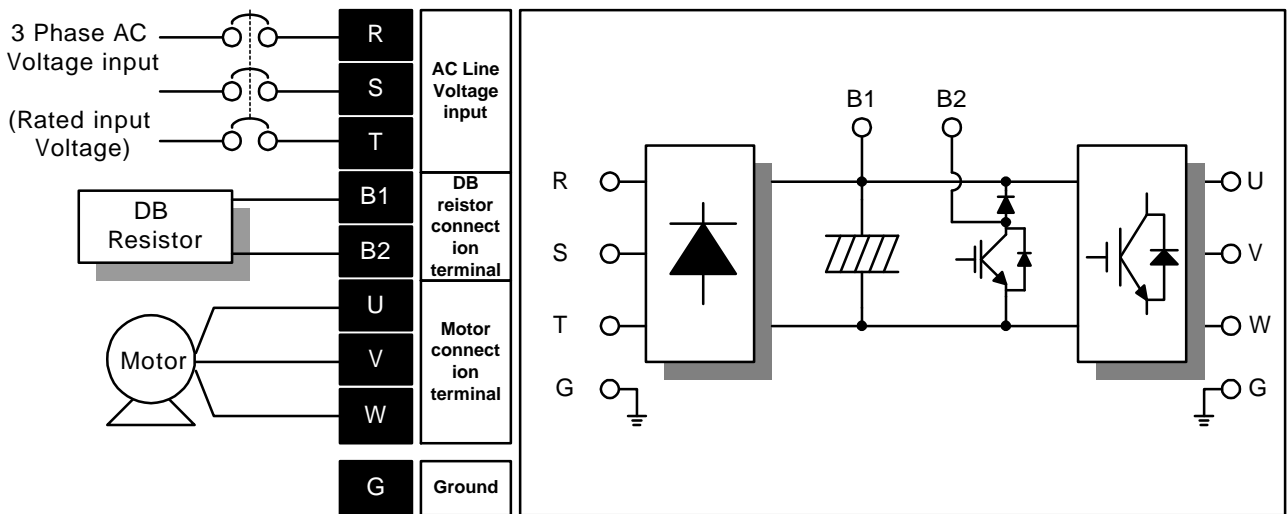 3 Phase AC
Voltage input
(Rated input
Voltage)
R
S
T
AC Line
Voltage
input
DB
Resistor
B1
B2
DB
reistor
connect
ion
terminal
Motor
U
V
W
Motor
connect
ion
terminal
G
Ground
B1
B2
R
S
T
G
U
V
W
G